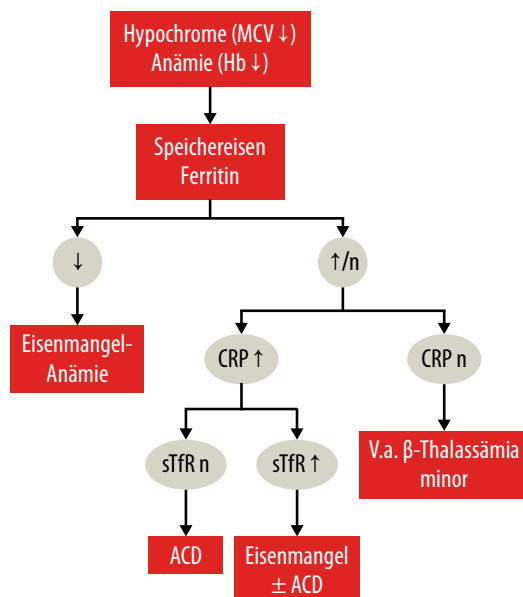 Hypochrome (MCV ↓)
Anämie (Hb ↓)
Speichereisen
Ferritin
↓
↑/n
Eisenmangel-
Anämie
CRP ↑
CRP n
sTfR n
sTfR ↑
V.a. β-Thalassämia
minor
ACD
Eisenmangel
± ACD